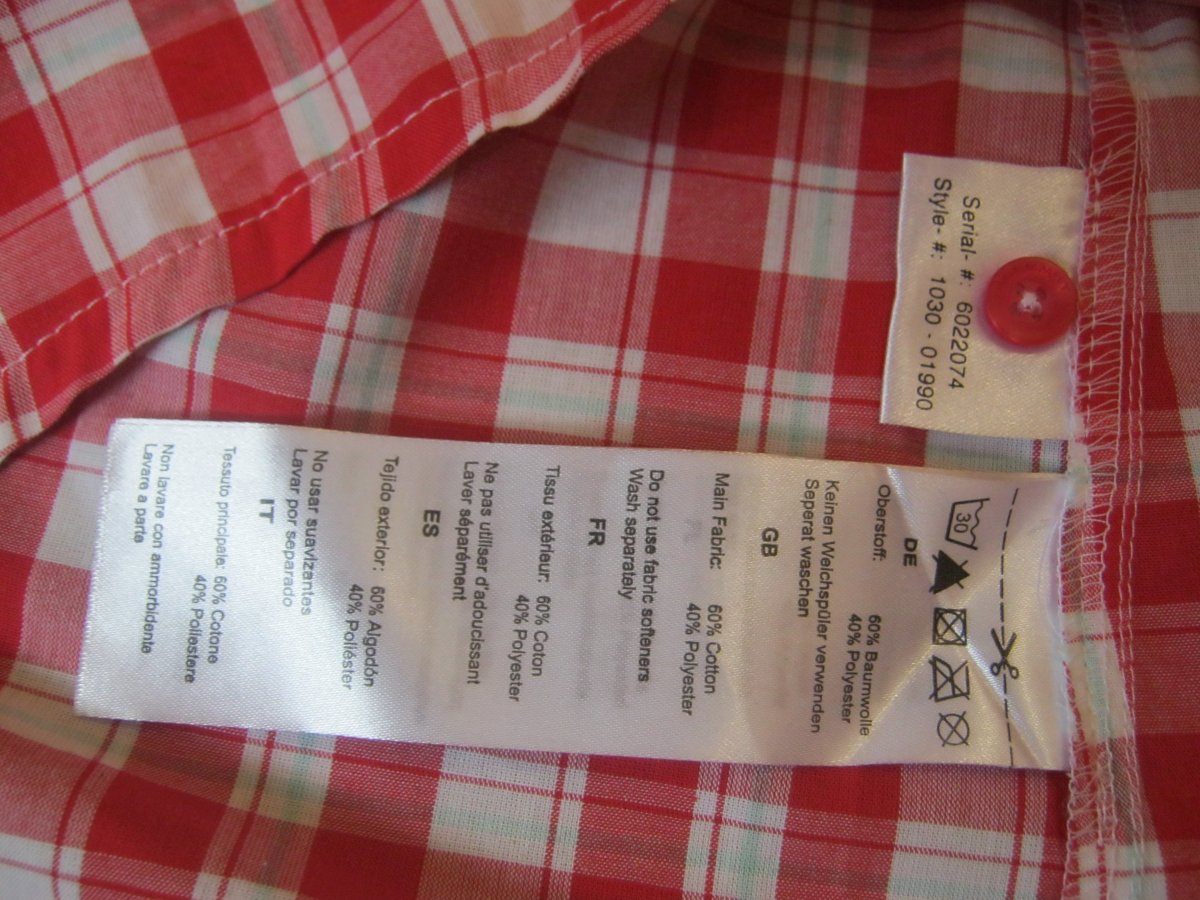 Serial- #: 6022074
Style- #: 1030 - 01990
30
DE
Oberstoff: 60% Baumwolle
40% Polyester
Keinen Weichspüler verwenden
Seperat waschen
GB
Main Fabric: 60% Cotton
40% Polyester
Do not use fabric softeners
Wash separately
FR
Tissu extérieur: 60% Coton
40% Polyester
Ne pas utiliser d'adoucissant
Laver séparément
ES
Tejido exterior: 60% Algodón
40% Poliéster
No usar suavizantes
Lavar por separado
IT
Tessuto principale: 60% Cotone
40% Poliestere
Non lavare con ammorbidente
Lavare a parte